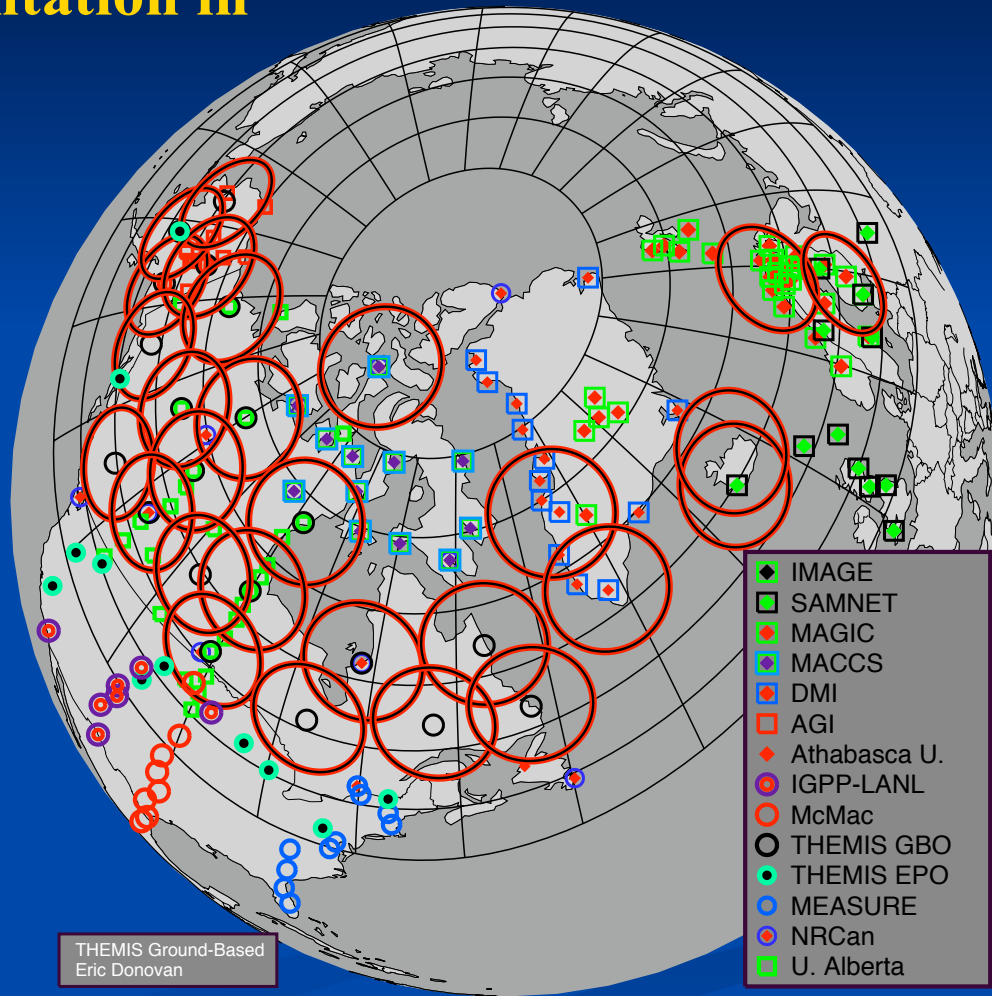 IMAGE
SAMNET
MAGIC
MACCS
DMI
AGI
Athabasca U.
IGPP-LANL
McMac
THEMIS GBO
THEMIS EPO
MEASURE
NRCan
U. Alberta
THEMIS Ground-Based
Eric Donovan